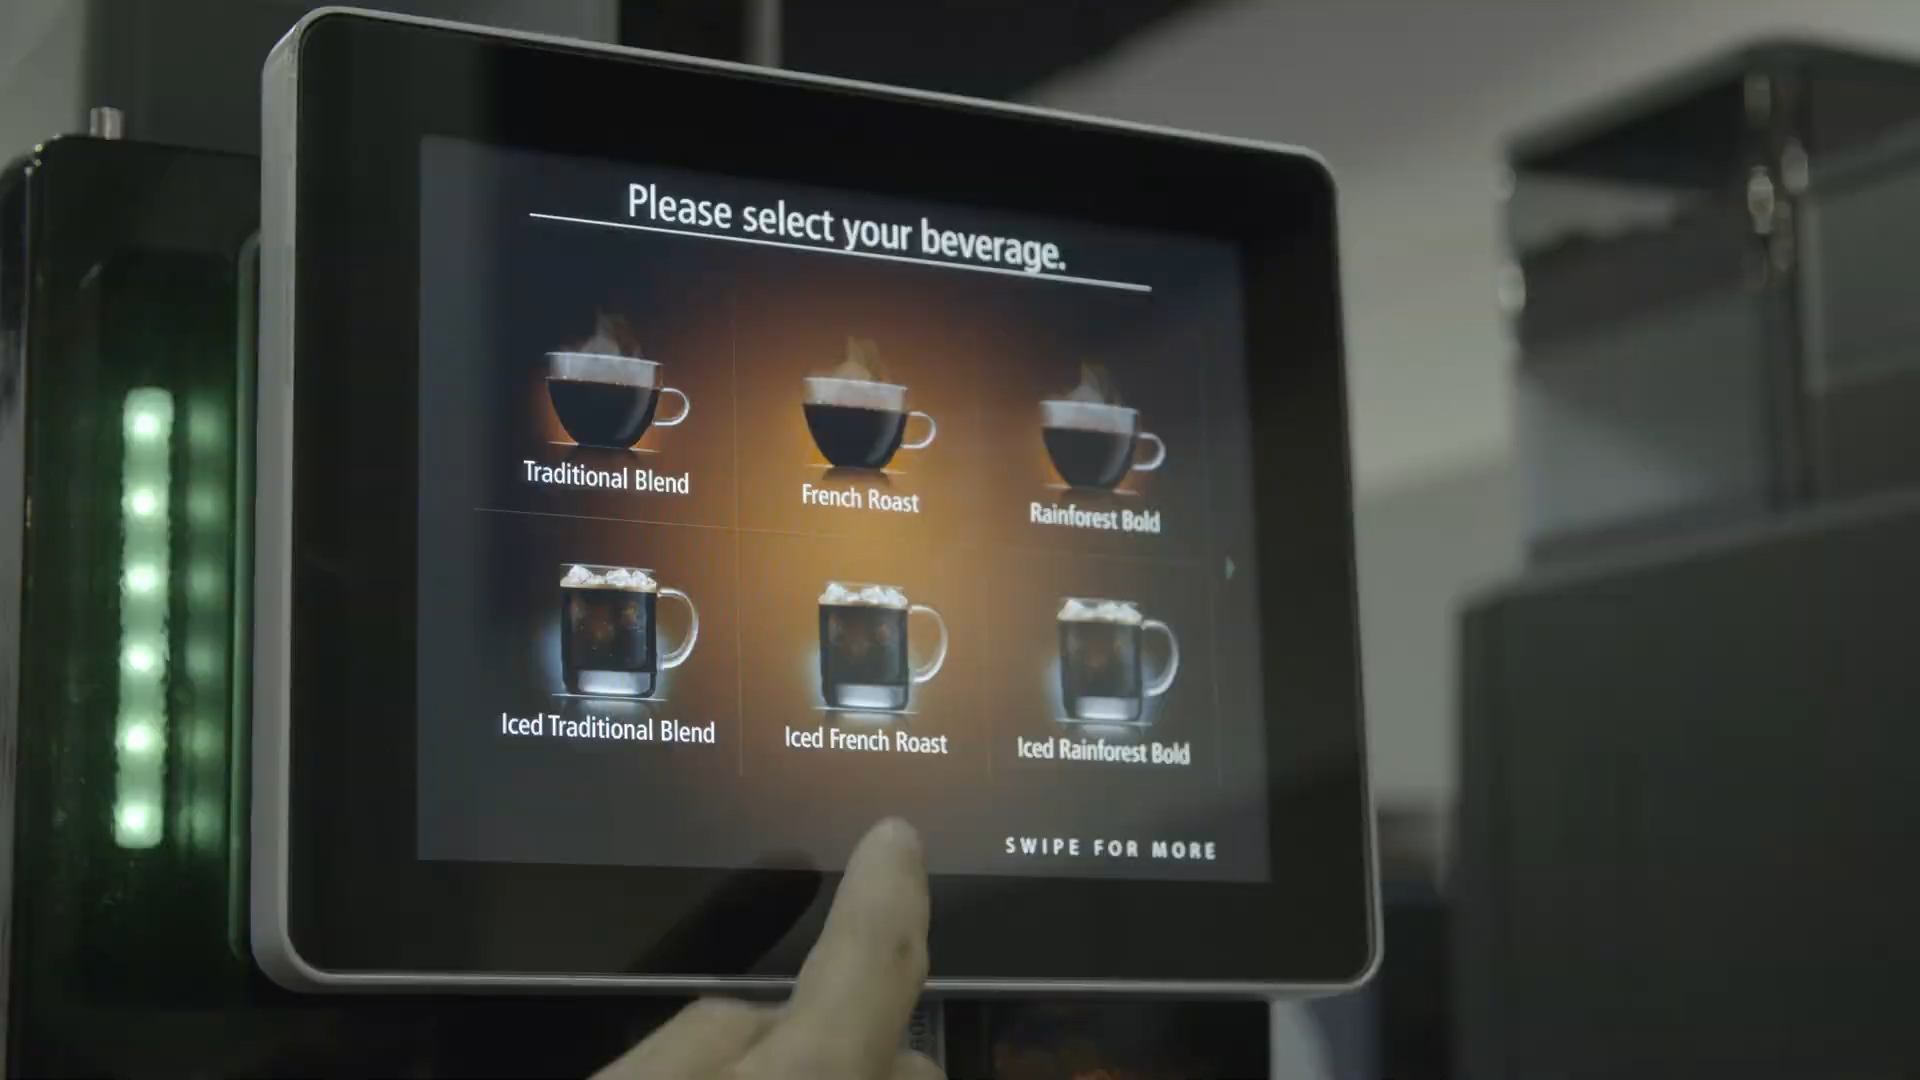 Please select your beverage.
Traditional Blend
French Roast
Rainforest Bold
Iced Traditional Blend
Iced French Roast
Iced Rainforest Bold
SWIPE FOR MORE